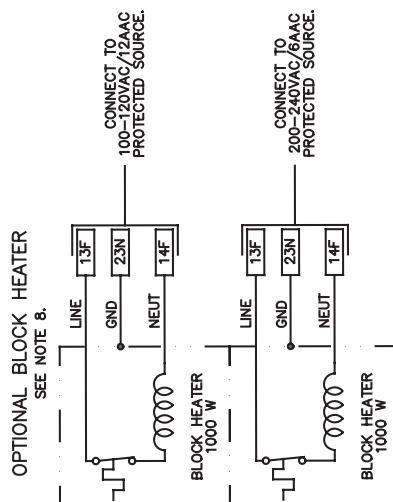 OPTIONAL BLOCK HEATER
SEE NOTE 8.
LINE
13F
GND
23N
NEUT
14F
CONNECT TO
100-120VAC/12AAC
PROTECTED SOURCE.
BLOCK HEATER
1000 W
LINE
13F
GND
23N
NEUT
14F
CONNECT TO
200-240VAC/6AAC
PROTECTED SOURCE.
BLOCK HEATER
1000 W